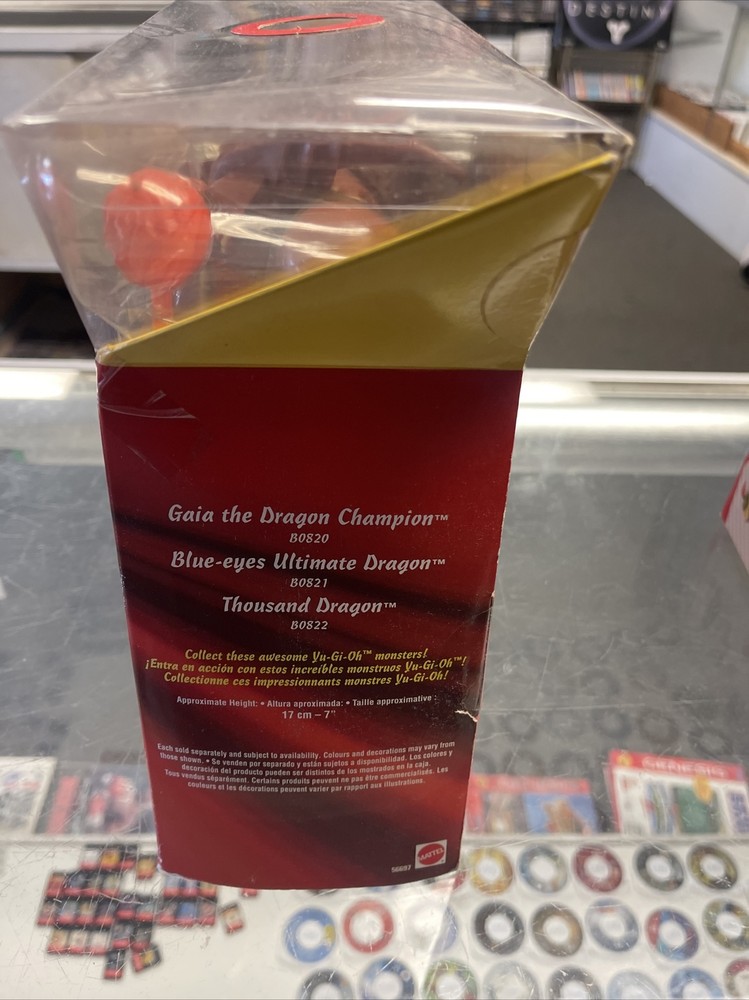 DESTINY
Gaia the Dragon Champion™
B0820
Blue-eyes Ultimate Dragon™
B0821
Thousand Dragon™
B0822
Collect these awesome Yu-Gi-Oh™ monsters!
¡Entra en acción con estos increíbles monstruos Yu-Gi-Oh™!
Collectionne ces impressionnants monstres Yu-Gi-Oh!
Approximate Height: • Altura aproximada: • Taille approximative :
17 cm – 7"
Each sold separately and subject to availability. Colours and decorations may vary from
those shown. • Se venden por separado y están sujetos a disponibilidad. Los colores y
decoración del producto pueden ser distintos de los mostrados en la caja.
Tous vendus séparément. Certains produits peuvent ne pas être commercialisés. Les
couleurs et les décorations peuvent varier par rapport aux illustrations.
MATTEL
GENESIS